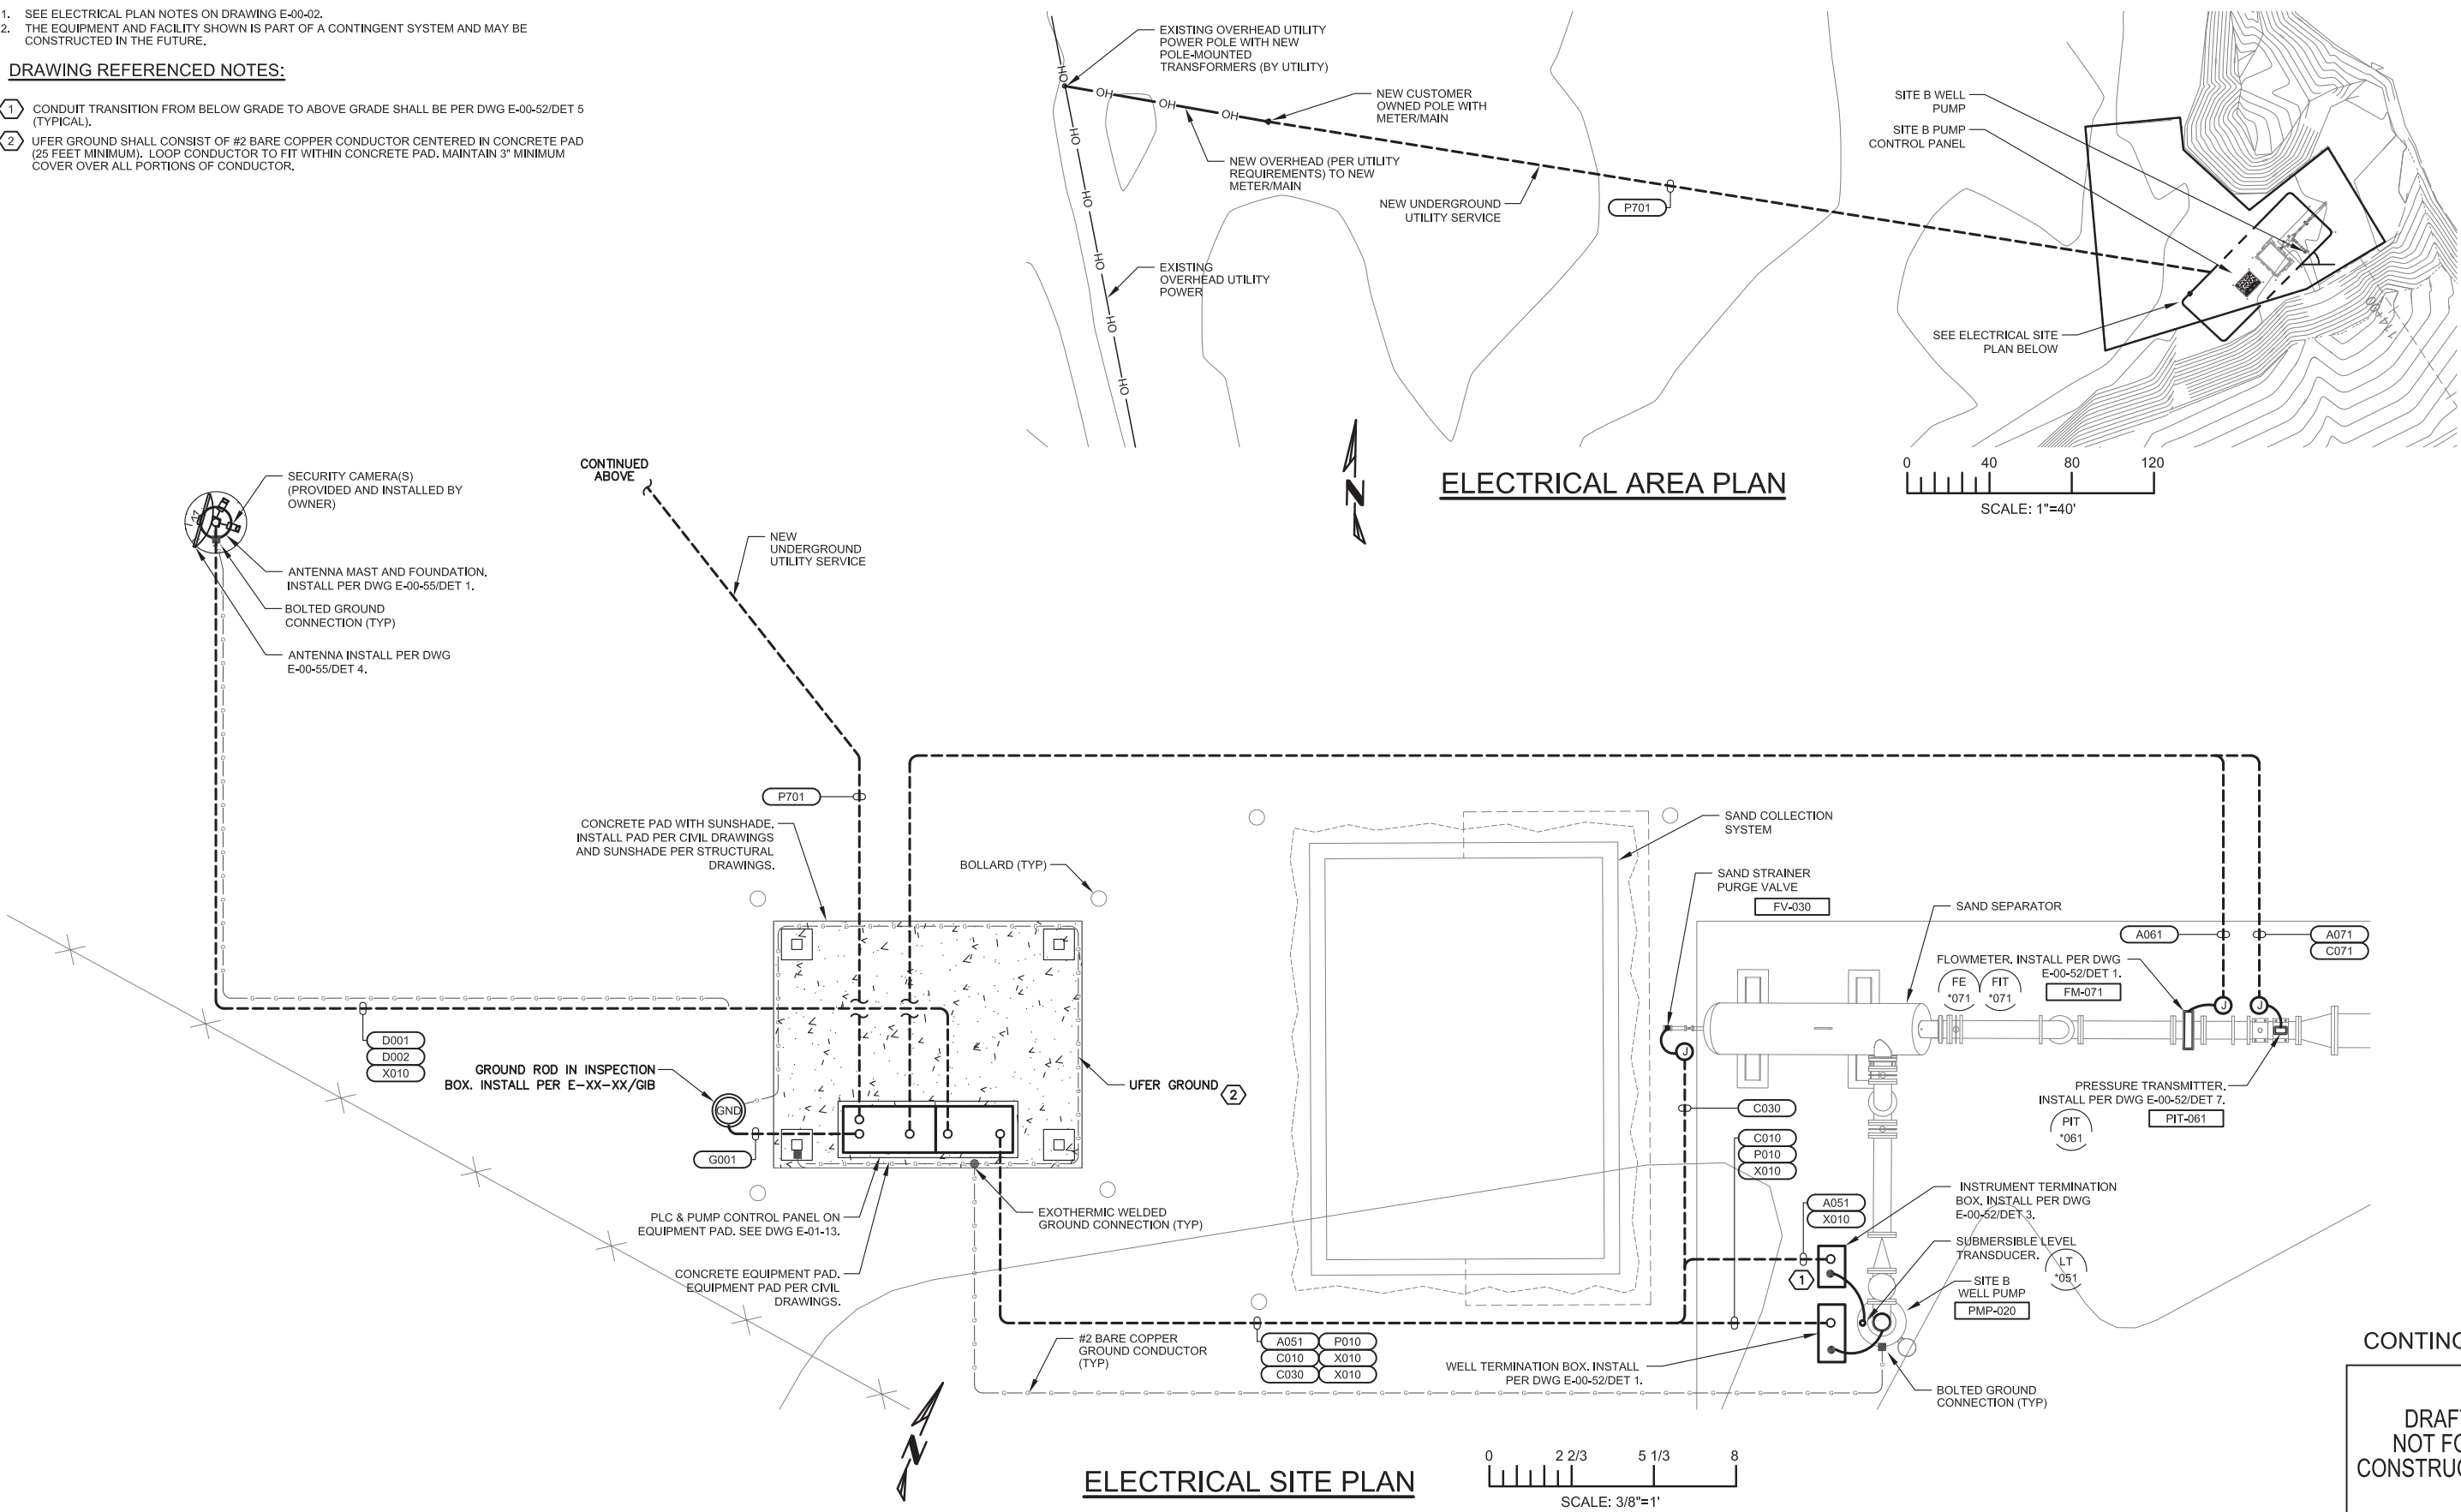 1. SEE ELECTRICAL PLAN NOTES ON DRAWING E-00-02.
2. THE EQUIPMENT AND FACILITY SHOWN IS PART OF A CONTINGENT SYSTEM AND MAY BE
CONSTRUCTED IN THE FUTURE.
DRAWING REFERENCED NOTES:
1 CONDUIT TRANSITION FROM BELOW GRADE TO ABOVE GRADE SHALL BE PER DWG E-00-52/DET 5
(TYPICAL).
2 UFER GROUND SHALL CONSIST OF #2 BARE COPPER CONDUCTOR CENTERED IN CONCRETE PAD
(25 FEET MINIMUM). LOOP CONDUCTOR TO FIT WITHIN CONCRETE PAD. MAINTAIN 3" MINIMUM
COVER OVER ALL PORTIONS OF CONDUCTOR.
EXISTING OVERHEAD UTILITY
POWER POLE WITH NEW
POLE-MOUNTED
TRANSFORMERS (BY UTILITY)
NEW CUSTOMER
OWNED POLE WITH
METER/MAIN
OH
OH
OH
OH
OH
OH
OH
OH
OH
NEW OVERHEAD (PER UTILITY
REQUIREMENTS) TO NEW
METER/MAIN
NEW UNDERGROUND
UTILITY SERVICE
P701
EXISTING
OVERHEAD UTILITY
POWER
SITE B WELL
PUMP
SITE B PUMP
CONTROL PANEL
SEE ELECTRICAL SITE
PLAN BELOW
114+00
N
ELECTRICAL AREA PLAN
0 40 80 120
SCALE: 1"=40'
SECURITY CAMERA(S)
(PROVIDED AND INSTALLED BY
OWNER)
ANTENNA MAST AND FOUNDATION.
INSTALL PER DWG E-00-55/DET 1.
BOLTED GROUND
CONNECTION (TYP)
ANTENNA INSTALL PER DWG
E-00-55/DET 4.
CONTINUED
ABOVE
NEW
UNDERGROUND
UTILITY SERVICE
P701
CONCRETE PAD WITH SUNSHADE.
INSTALL PAD PER CIVIL DRAWINGS
AND SUNSHADE PER STRUCTURAL
DRAWINGS.
BOLLARD (TYP)
SAND COLLECTION
SYSTEM
SAND STRAINER
PURGE VALVE
FV-030
SAND SEPARATOR
A061
A071
C071
FLOWMETER. INSTALL PER DWG
E-00-52/DET 1.
FE
*071
FIT
*071
FM-071
J
J
J
D001
D002
X010
GROUND ROD IN INSPECTION
BOX. INSTALL PER E-XX-XX/GIB
GND
G001
UFER GROUND 2
PRESSURE TRANSMITTER.
INSTALL PER DWG E-00-52/DET 7.
PIT
*061
PIT-061
C030
C010
P010
X010
PLC & PUMP CONTROL PANEL ON
EQUIPMENT PAD. SEE DWG E-01-13.
EXOTHERMIC WELDED
GROUND CONNECTION (TYP)
CONCRETE EQUIPMENT PAD.
EQUIPMENT PAD PER CIVIL
DRAWINGS.
A051
X010
1
INSTRUMENT TERMINATION
BOX. INSTALL PER DWG
E-00-52/DET 3.
SUBMERSIBLE LEVEL
TRANSDUCER.
LT
*051
SITE B
WELL PUMP
PMP-020
#2 BARE COPPER
GROUND CONDUCTOR
(TYP)
A051 P010
C010 X010
C030 X010
WELL TERMINATION BOX. INSTALL
PER DWG E-00-52/DET 1.
BOLTED GROUND
CONNECTION (TYP)
N
ELECTRICAL SITE PLAN
0 2 2/3 5 1/3 8
SCALE: 3/8"=1'